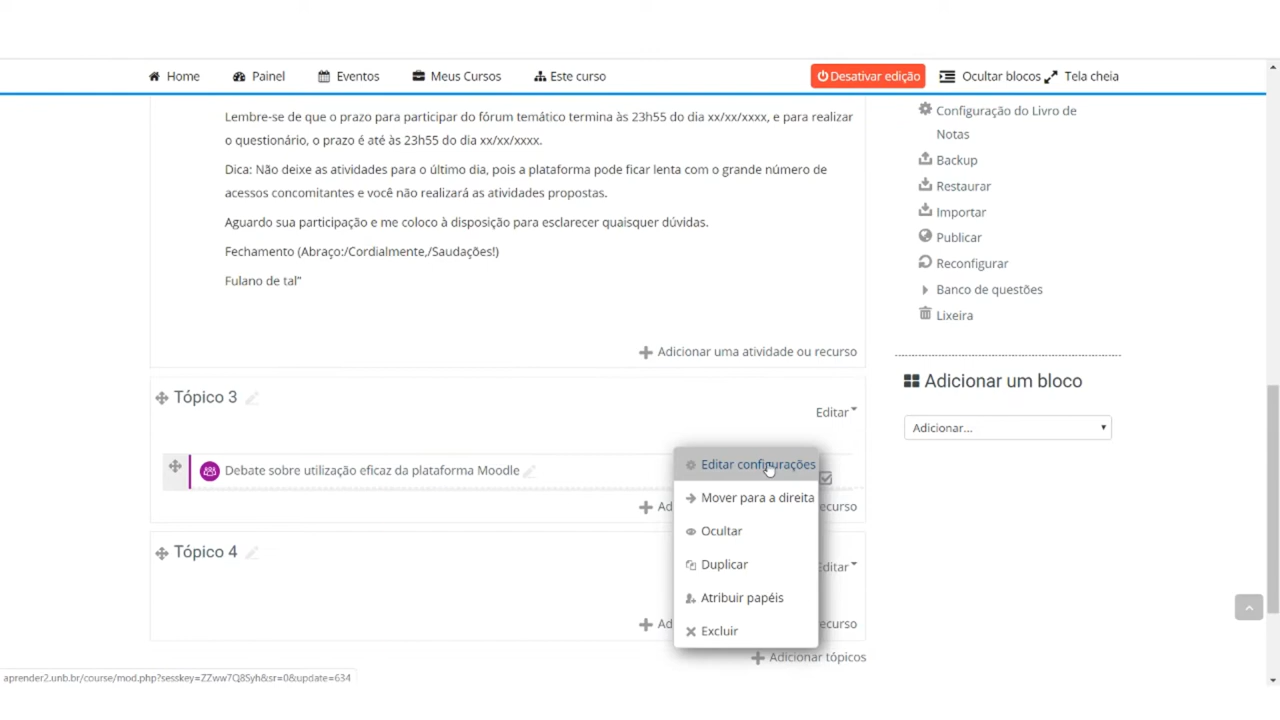 Home Painel Eventos Meus Cursos Este curso Desativar edição Ocultar blocos Tela cheia
Lembre-se de que o prazo para participar do fórum temático termina às 23h55 do dia xx/xx/xxxx, e para realizar
o questionário, o prazo é até às 23h55 do dia xx/xx/xxxx.
Dica: Não deixe as atividades para o último dia, pois a plataforma pode ficar lenta com o grande número de
acessos concomitantes e você não realizará as atividades propostas.
Aguardo sua participação e me coloco à disposição para esclarecer quaisquer dúvidas.
Fechamento (Abraço:/Cordialmente,/Saudações!)
Fulano de tal"
Adicionar uma atividade ou recurso
Tópico 3
Editar
Debate sobre utilização eficaz da plataforma Moodle
Ad
curso
Editar configurações
Mover para a direita
Ocultar
Duplicar
Atribuir papéis
Excluir
Tópico 4
ditar
Ad
curso
Adicionar tópicos
Configuração do Livro de
Notas
Backup
Restaurar
Importar
Publicar
Reconfigurar
Banco de questões
Lixeira
Adicionar um bloco
Adicionar...
aprender2.unb.br/course/mod.php?sesskey=ZZww7Q8Syh&sr=0&update=634